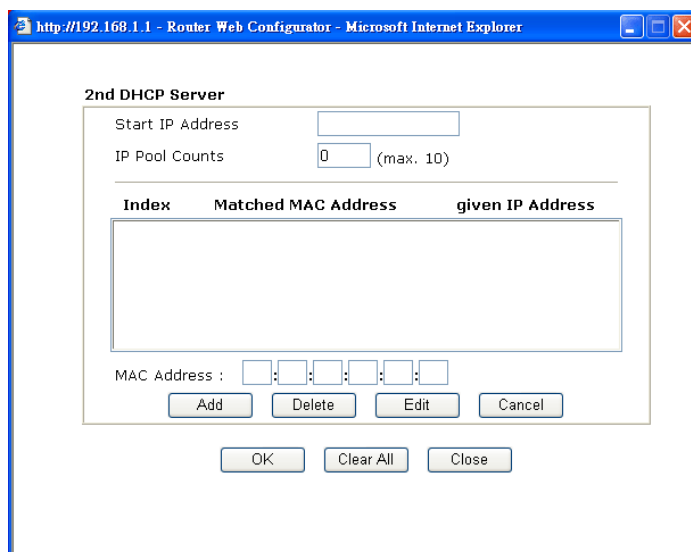 http://192.168.1.1 - Router Web Configurator - Microsoft Internet Explorer
2nd DHCP Server
Start IP Address
IP Pool Counts 0 (max. 10)
Index Matched MAC Address given IP Address
MAC Address : : : : : :
Add Delete Edit Cancel
OK Clear All Close